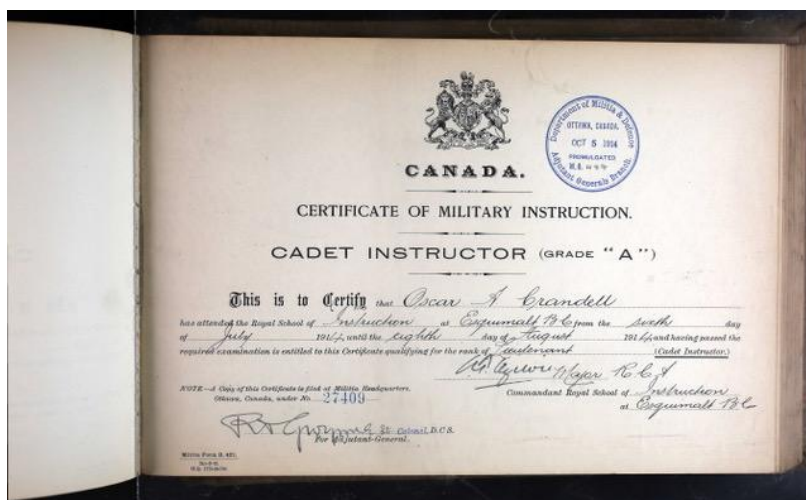 Department of Militia & Defence
OTTAWA, CANADA.
OCT 5 1914
PROMULGATED
Adjutant Generals Branch.
CANADA.
CERTIFICATE OF MILITARY INSTRUCTION.
CADET INSTRUCTOR (GRADE "A")
This is to Certify that Oscar A Crandell
has attended the Royal School of Instruction at Esquimalt B C from the sixth day
of July 1914, until the eighth day of August 1914 and having passed the
required examination is entitled to this Certificate qualifying for the rank of Lieutenant (Cadet Instructor.)
Major R C A
NOTE.—A Copy of this Certificate is filed at Militia Headquarters.
Ottawa, Canada, under No. 27409
Commandant Royal School of Instruction
at Esquimalt B C
Lt Colonel, D.C.S.
For Adjutant-General.
Militia Form B. 421.